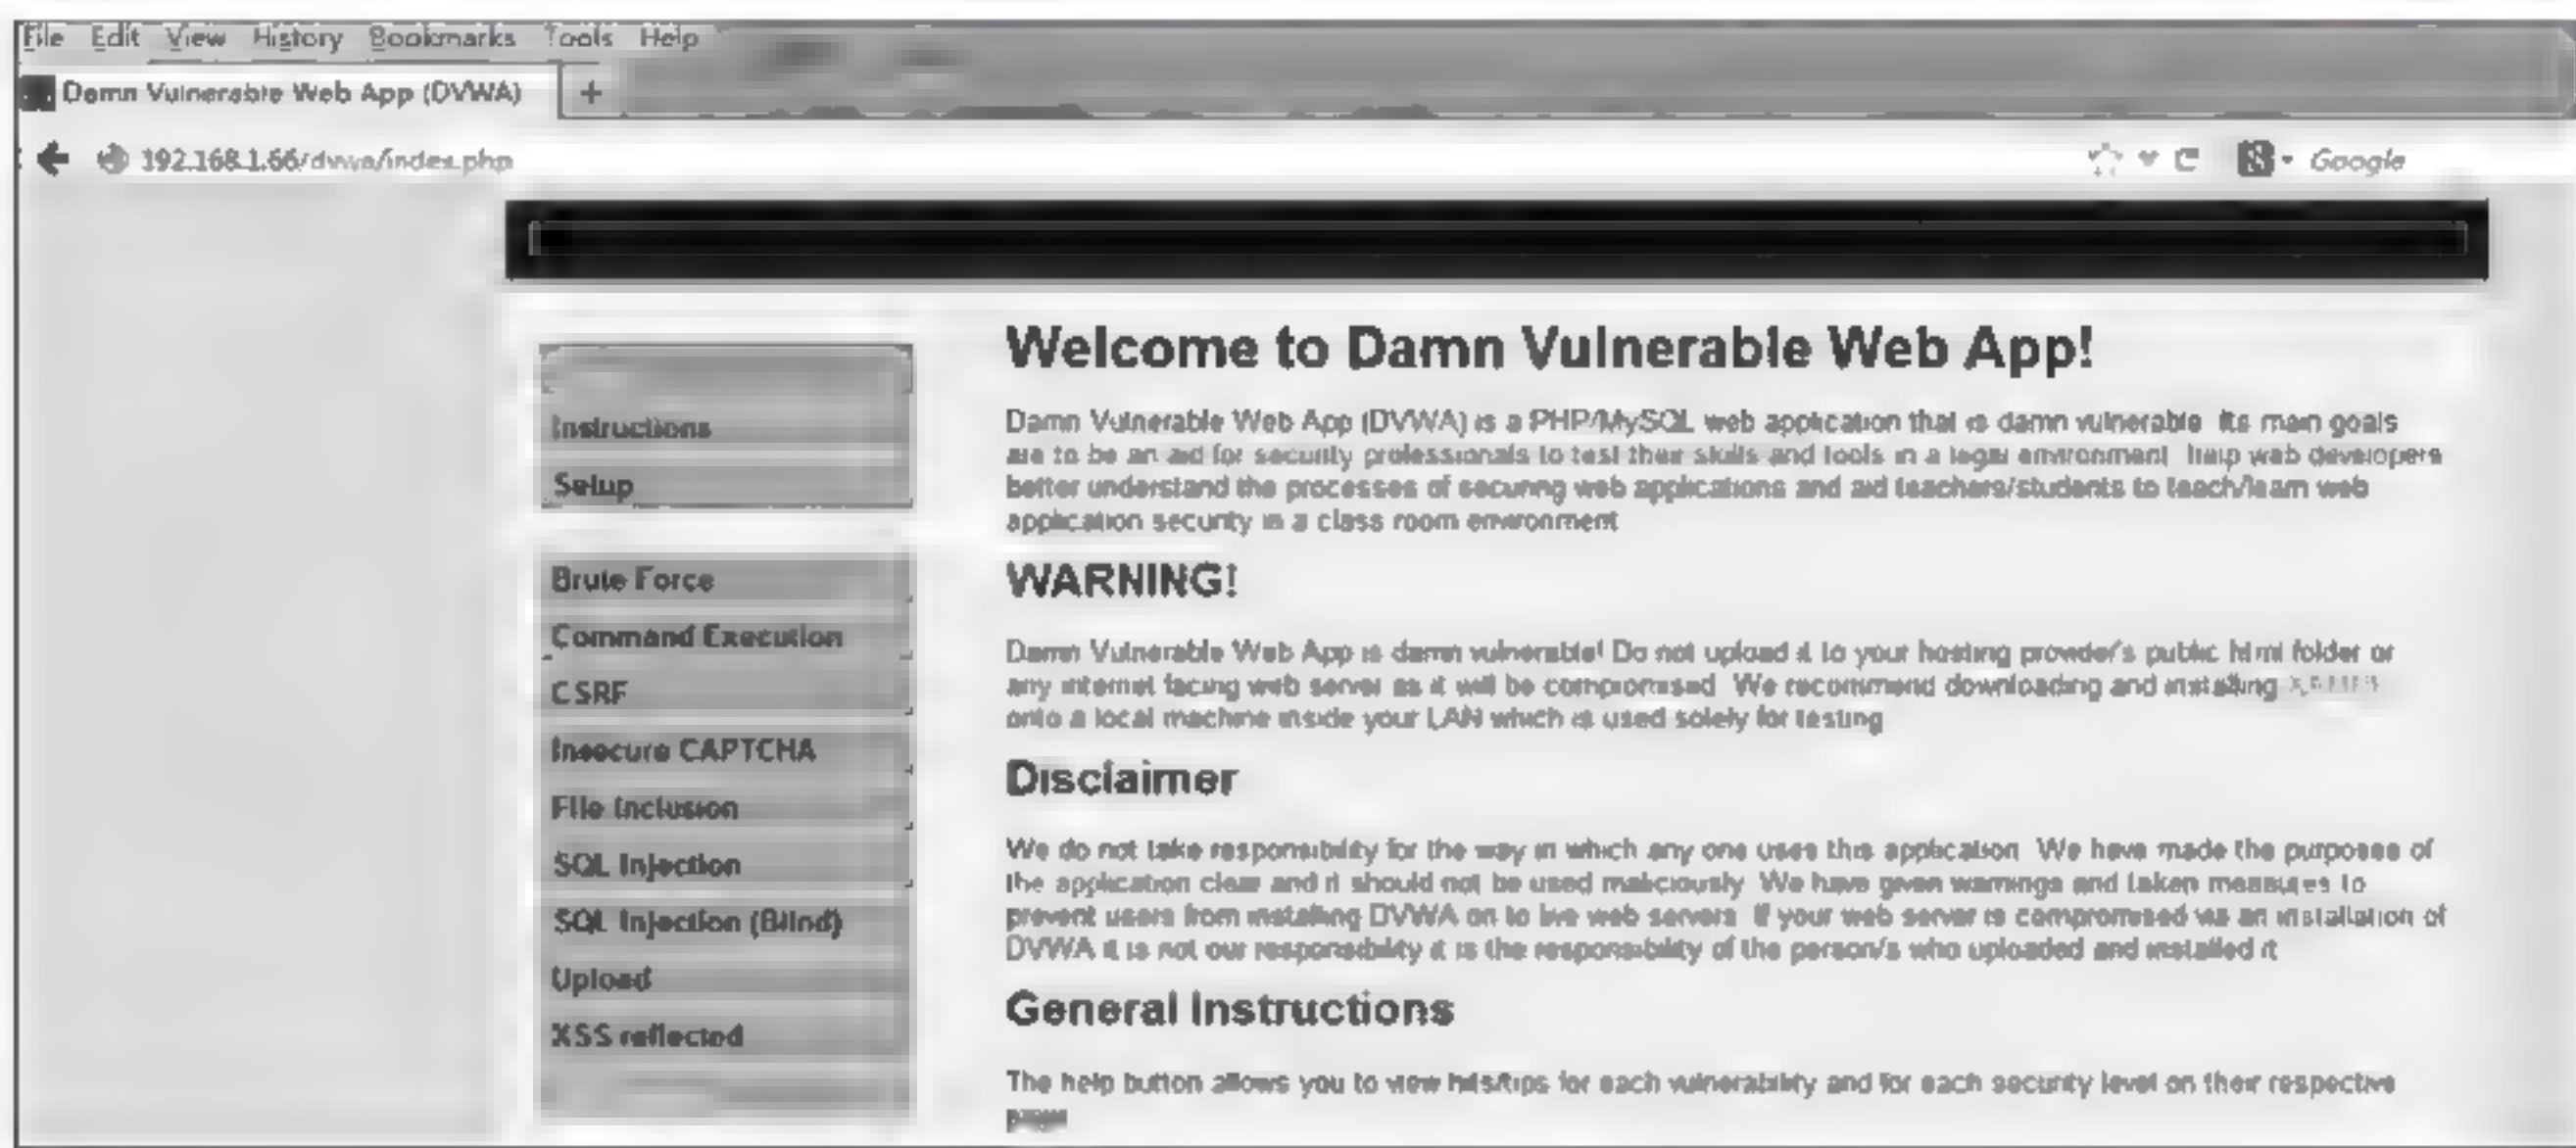 File Edit View History Bookmarks Tools Help
Damn Vulnerable Web App (DVWA) +
192.168.1.66/dvwa/index.php Google
Instructions
Setup
Brute Force
Command Execution
CSRF
Insecure CAPTCHA
File Inclusion
SQL Injection
SQL Injection (Blind)
Upload
XSS reflected
Welcome to Damn Vulnerable Web App!
Damn Vulnerable Web App (DVWA) is a PHP/MySQL web application that is damn vulnerable. Its main goals
are to be an aid for security professionals to test their skills and tools in a legal environment, help web developers
better understand the processes of securing web applications and aid teachers/students to teach/learn web
application security in a class room environment
WARNING!
Damn Vulnerable Web App is damn vulnerable! Do not upload it to your hosting provider's public html folder or
any internet facing web server as it will be compromised. We recommend downloading and installing
onto a local machine inside your LAN which is used solely for testing
Disclaimer
We do not take responsibility for the way in which any one uses this application. We have made the purposes of
the application clear and it should not be used maliciously. We have given warnings and taken measures to
prevent users from installing DVWA on to live web servers. If your web server is compromised via an installation of
DVWA it is not our responsibility it is the responsibility of the person/s who uploaded and installed it
General Instructions
The help button allows you to view hits/tips for each vulnerability and for each security level on their respective